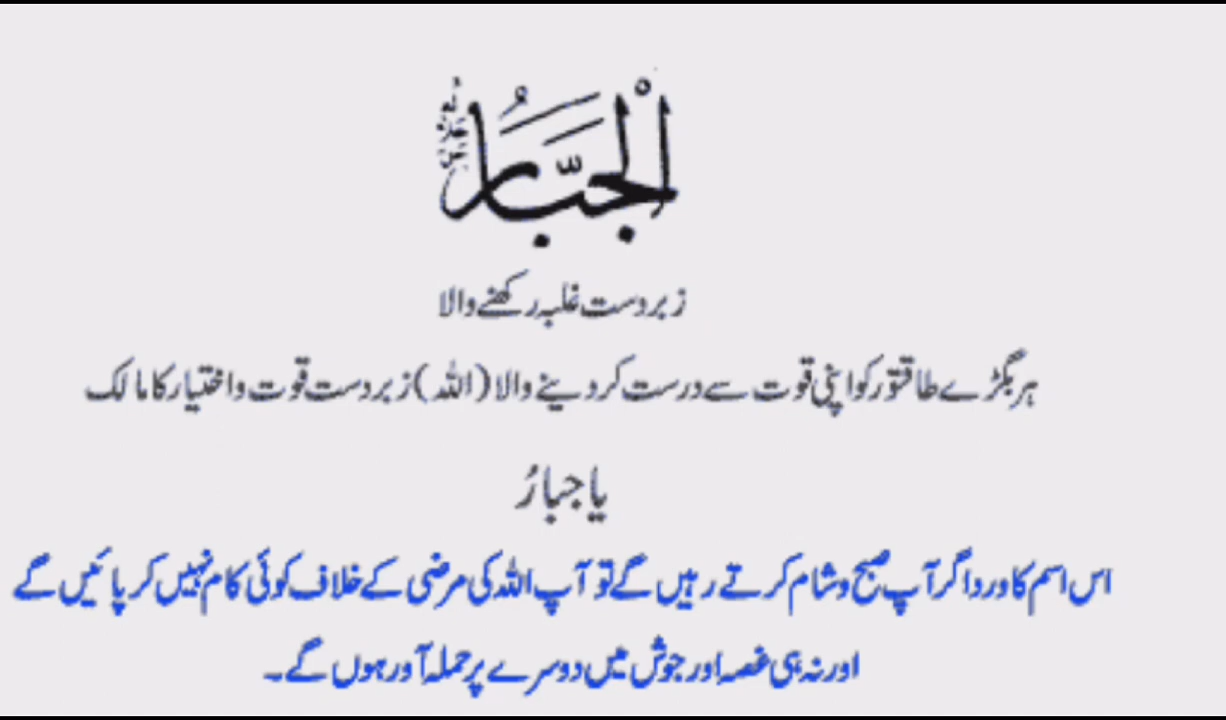 الْجَبَّارُ
زبردست غلبہ رکھنے والا
ہر بگڑے طاقتور کو اپنی قوت سے درست کر دینے والا (اللہ) زبردست قوت و اختیار کا مالک
یا جبارُ
اس اسم کا ورد اگر آپ صبح و شام کرتے رہیں گے تو آپ اللہ کی مرضی کے خلاف کوئی کام نہیں کر پائیں گے
اور نہ ہی غصہ اور جوش میں دوسرے پر حملہ آور ہوں گے۔